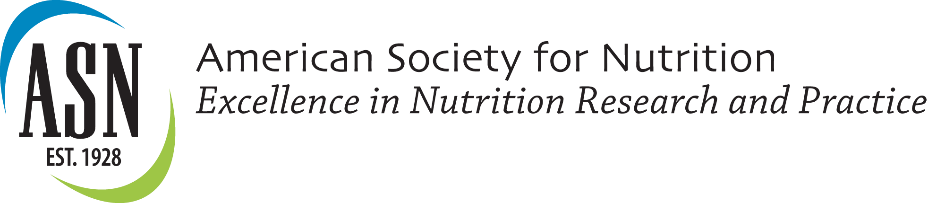 ASN
EST. 1928
American Society for Nutrition
Excellence in Nutrition Research and Practice